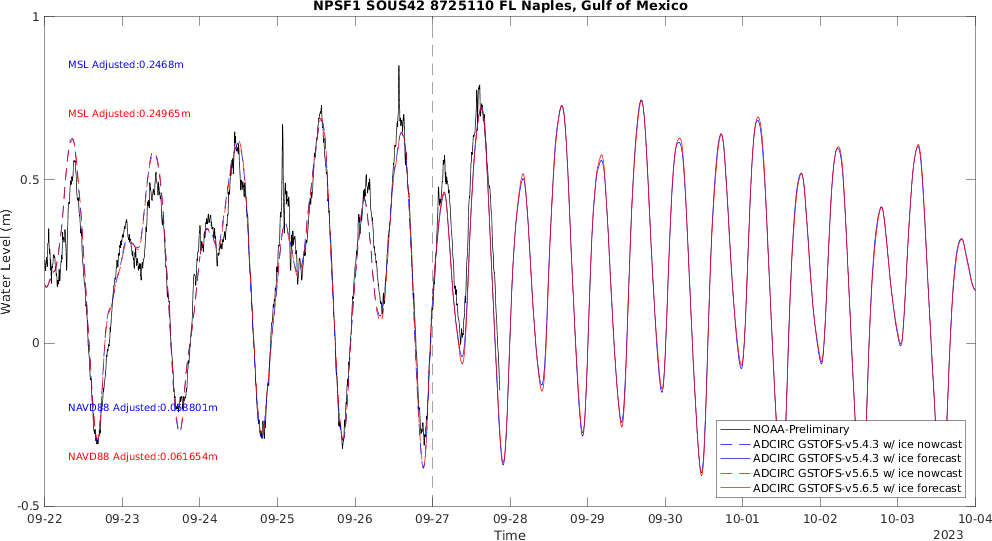 NPSF1 SOUS42 8725110 FL Naples, Gulf of Mexico
1
MSL Adjusted:0.2468m
MSL Adjusted:0.24965m
0.5
Water Level (m)
0
NAVD88
NAVD88 Adjusted:0.061654m
NOAA-Preliminary
ADCIRC GSTOFS-v5.4.3 w/ ice nowcast
ADCIRC GSTOFS-v5.4.3 w/ ice forecast
ADCIRC GSTOFS-v5.6.5 w/ ice nowcast
ADCIRC GSTOFS-v5.6.5 w/ ice forecast
-0.5
09-22 09-23 09-24 09-25 09-26 09-27 09-28 09-29 09-30 10-01 10-02 10-03 10-04
Time
2023